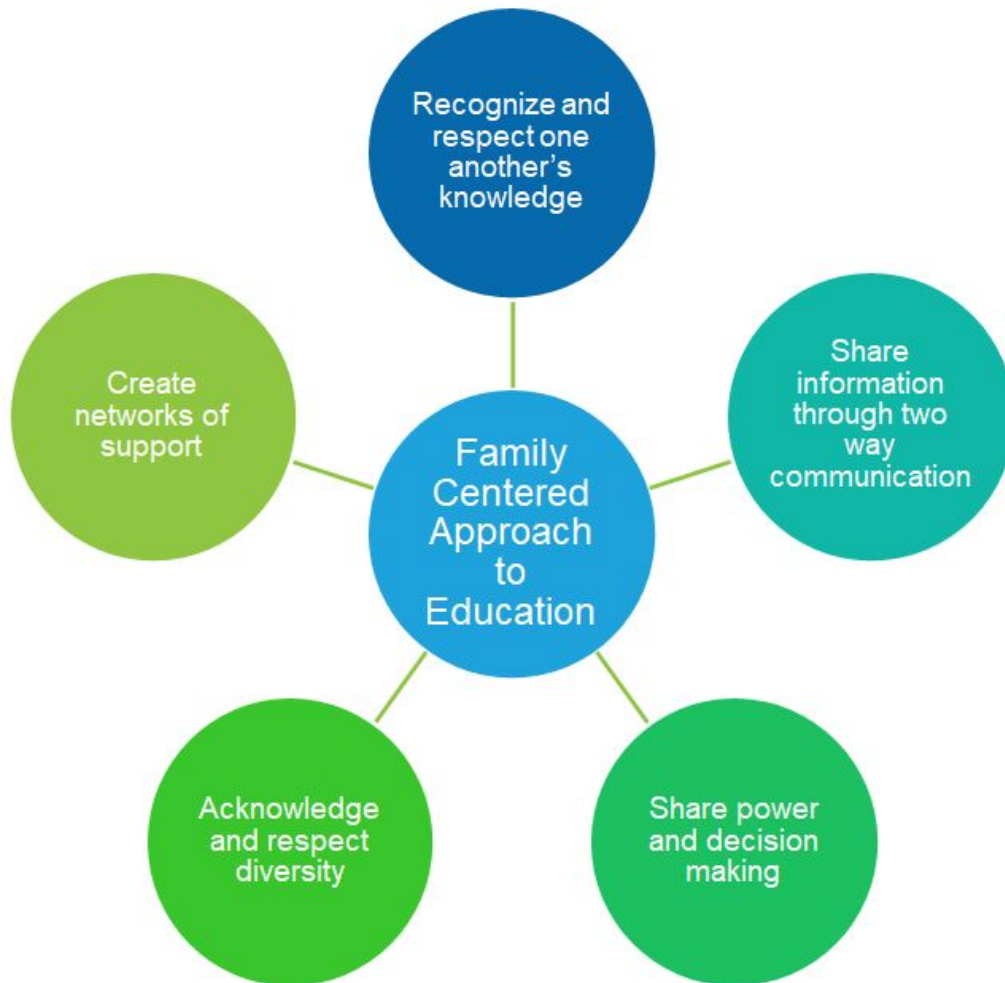 Recognize and
respect one
another’s
knowledge
Share
information
through two
way
communication
Create
networks of
support
Family
Centered
Approach
to
Education
Acknowledge
and respect
diversity
Share power
and decision
making